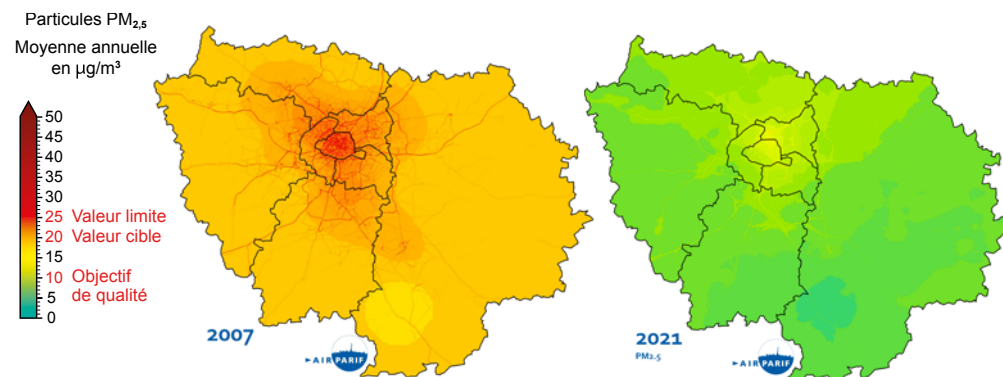 Particules PM₂,₅
Moyenne annuelle
en µg/m³
50
45
40
35
30
25 Valeur limite
20 Valeur cible
15
10 Objectif
de qualité
5
0
2007
AIRPARIF
2021
PM2.5
AIRPARIF